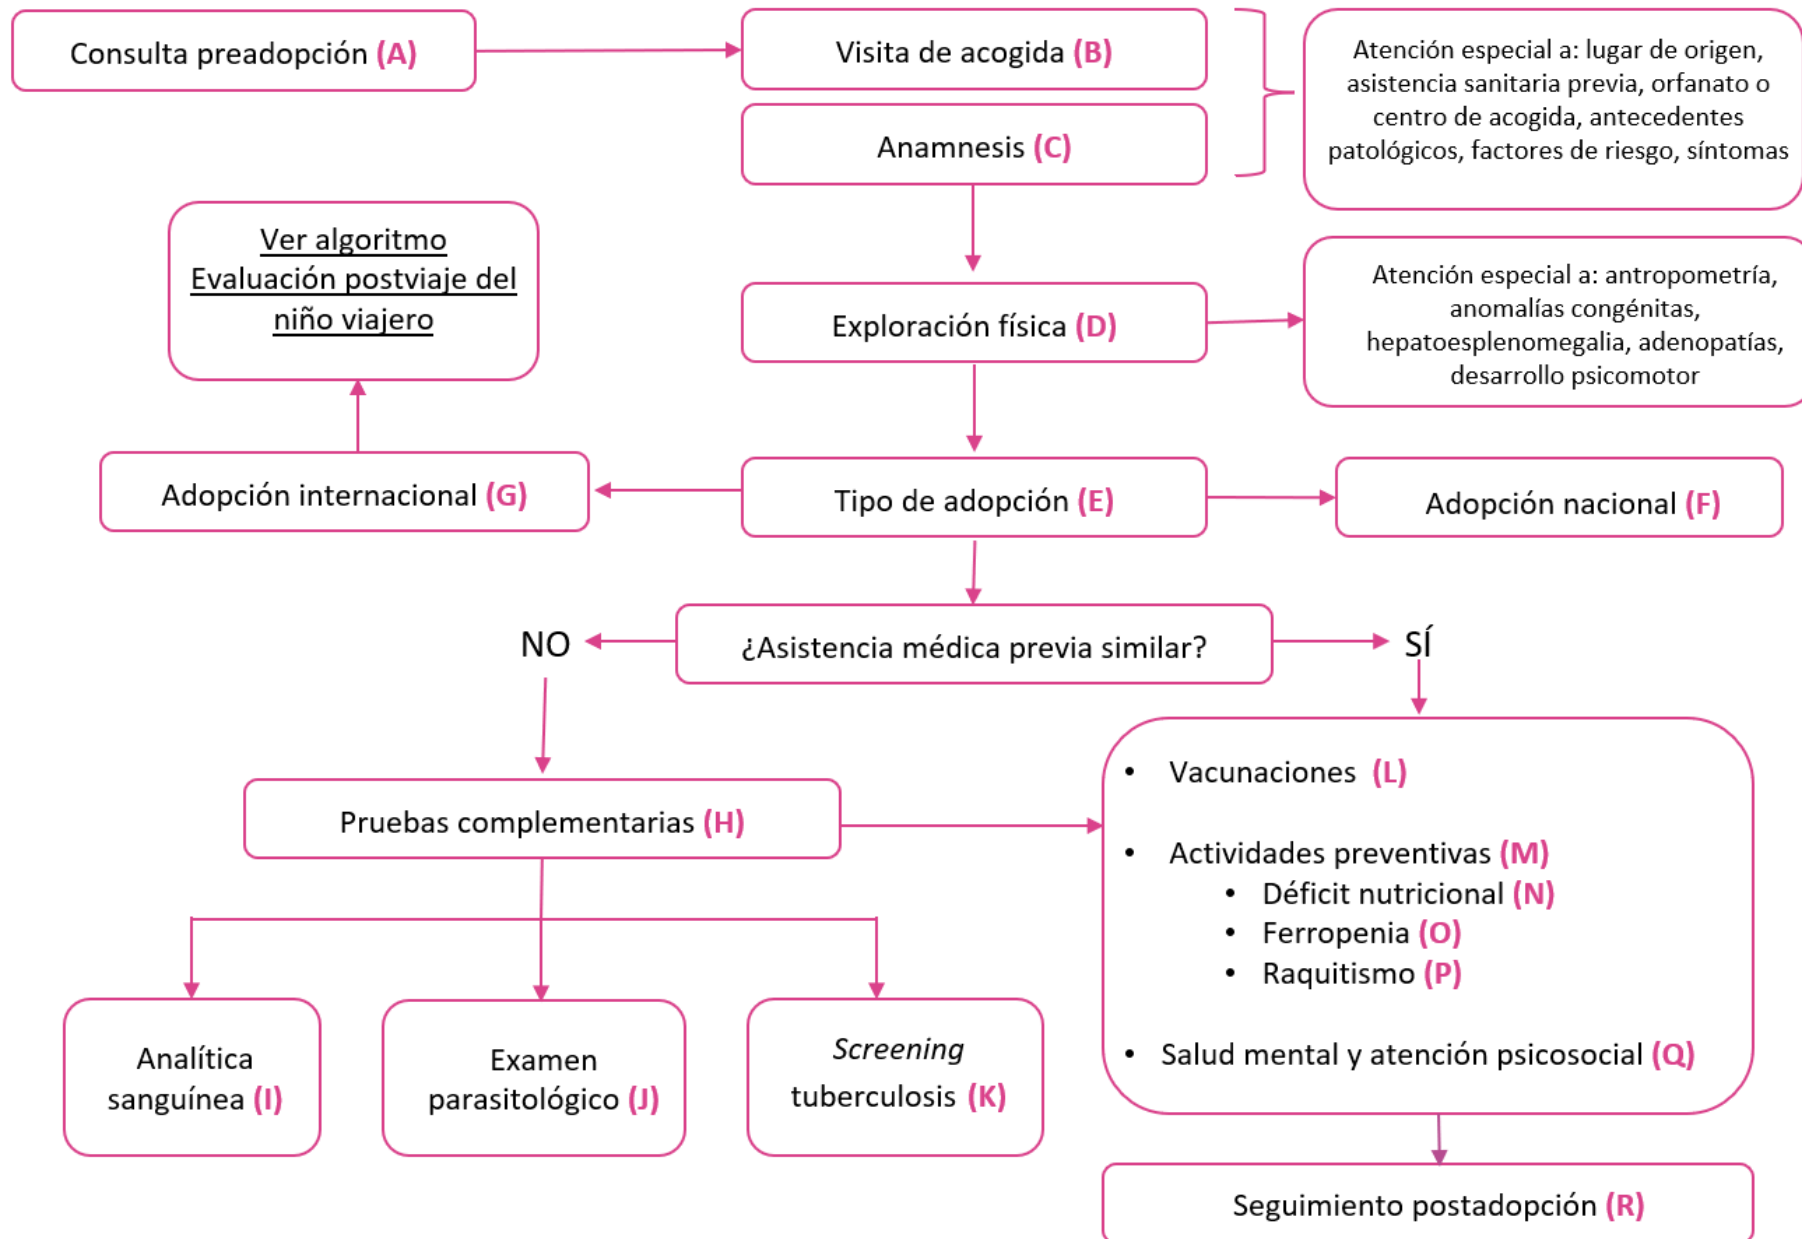 Consulta preadopción (A)
Visita de acogida (B)
Anamnesis (C)
Atención especial a: lugar de origen,
asistencia sanitaria previa, orfanato o
centro de acogida, antecedentes
patológicos, factores de riesgo, síntomas
Ver algoritmo
Evaluación postviaje del
niño viajero
Exploración física (D)
Atención especial a: antropometría,
anomalías congénitas,
hepatoesplenomegalia, adenopatías,
desarrollo psicomotor
Adopción internacional (G)
Tipo de adopción (E)
Adopción nacional (F)
NO
¿Asistencia médica previa similar?
SÍ
Pruebas complementarias (H)
• Vacunaciones (L)
• Actividades preventivas (M)
• Déficit nutricional (N)
• Ferropenia (O)
• Raquitismo (P)
• Salud mental y atención psicosocial (Q)
Analítica
sanguínea (I)
Examen
parasitológico (J)
Screening
tuberculosis (K)
Seguimiento postadopción (R)